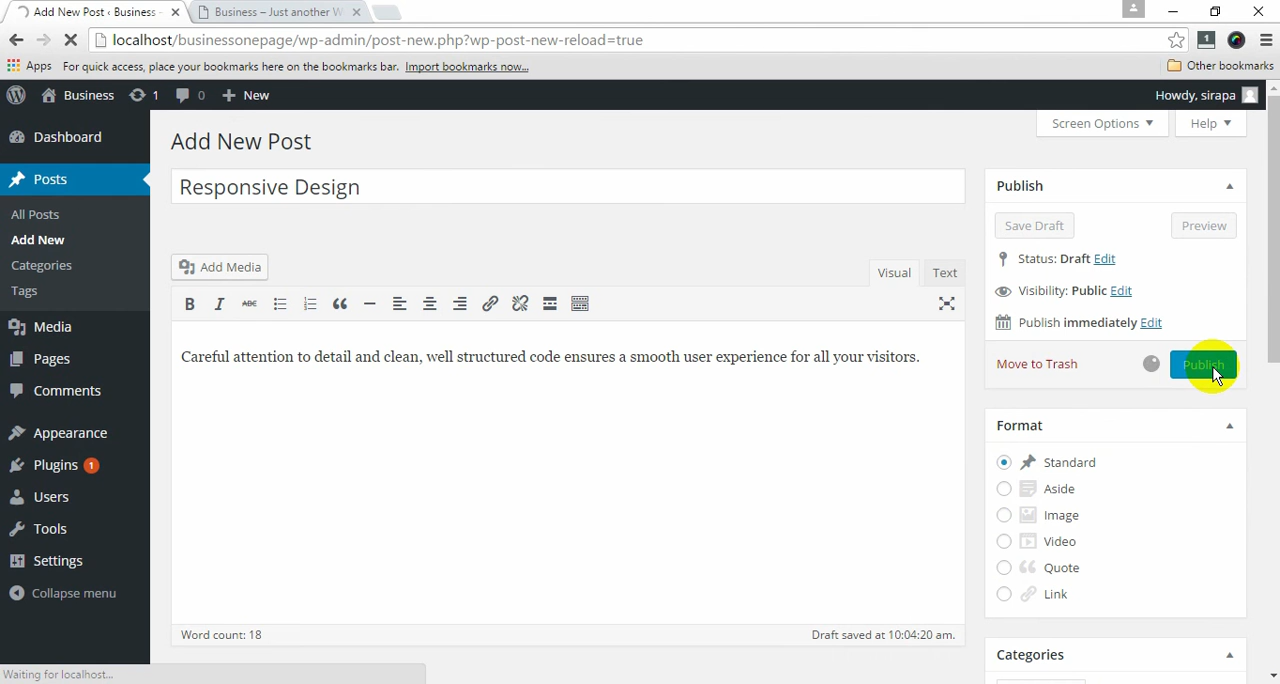 Add New Post ‹ Business -
Business – Just another W
localhost/businessonepage/wp-admin/post-new.php?wp-post-new-reload=true
1
Apps For quick access, place your bookmarks here on the bookmarks bar. Import bookmarks now... Other bookmarks
Business 1 0 New Howdy, sirapa
Dashboard
Posts
All Posts
Add New
Categories
Tags
Media
Pages
Comments
Appearance
Plugins 1
Users
Tools
Settings
Collapse menu
Screen Options Help
Add New Post
Responsive Design
Add Media
Visual Text
B I ABC
Careful attention to detail and clean, well structured code ensures a smooth user experience for all your visitors.
Word count: 18 Draft saved at 10:04:20 am.
Publish
Save Draft Preview
Status: Draft Edit
Visibility: Public Edit
Publish immediately Edit
Move to Trash Publish
Format
Standard
Aside
Image
Video
Quote
Link
Categories
Waiting for localhost...